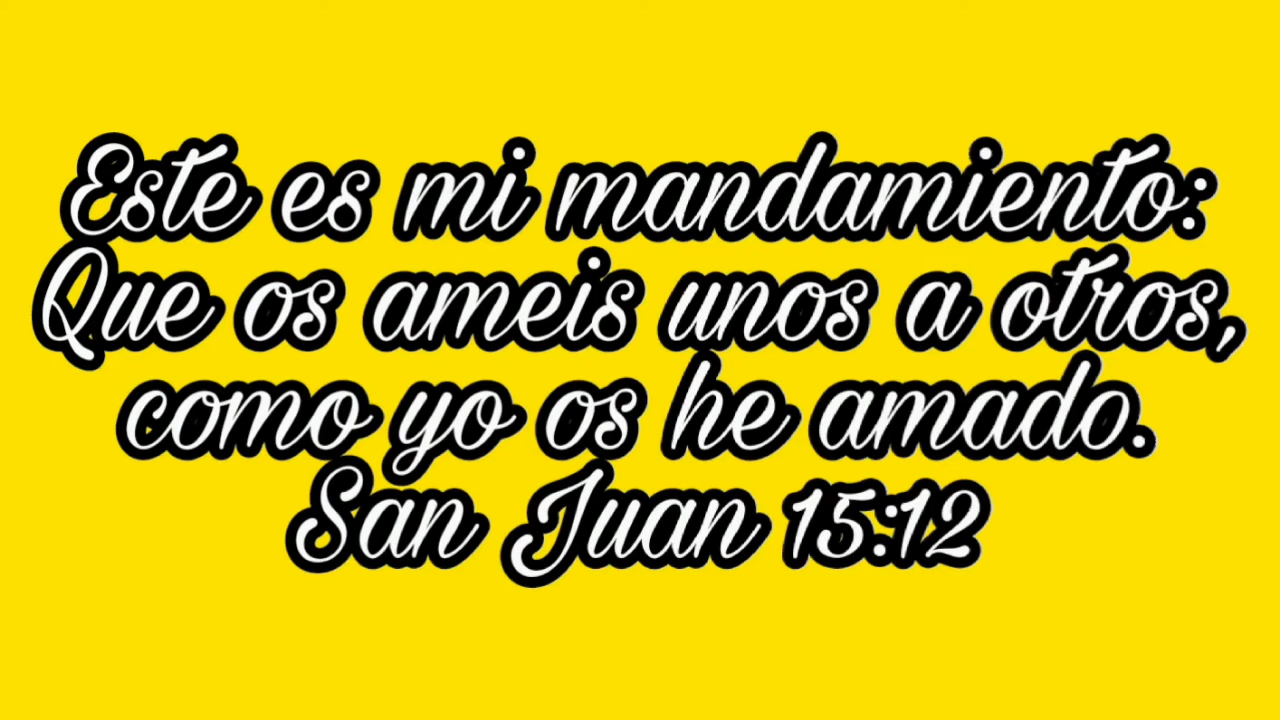 Este es mi mandamiento:
Que os ameis unos a otros,
como yo os he amado.
San Juan 15:12